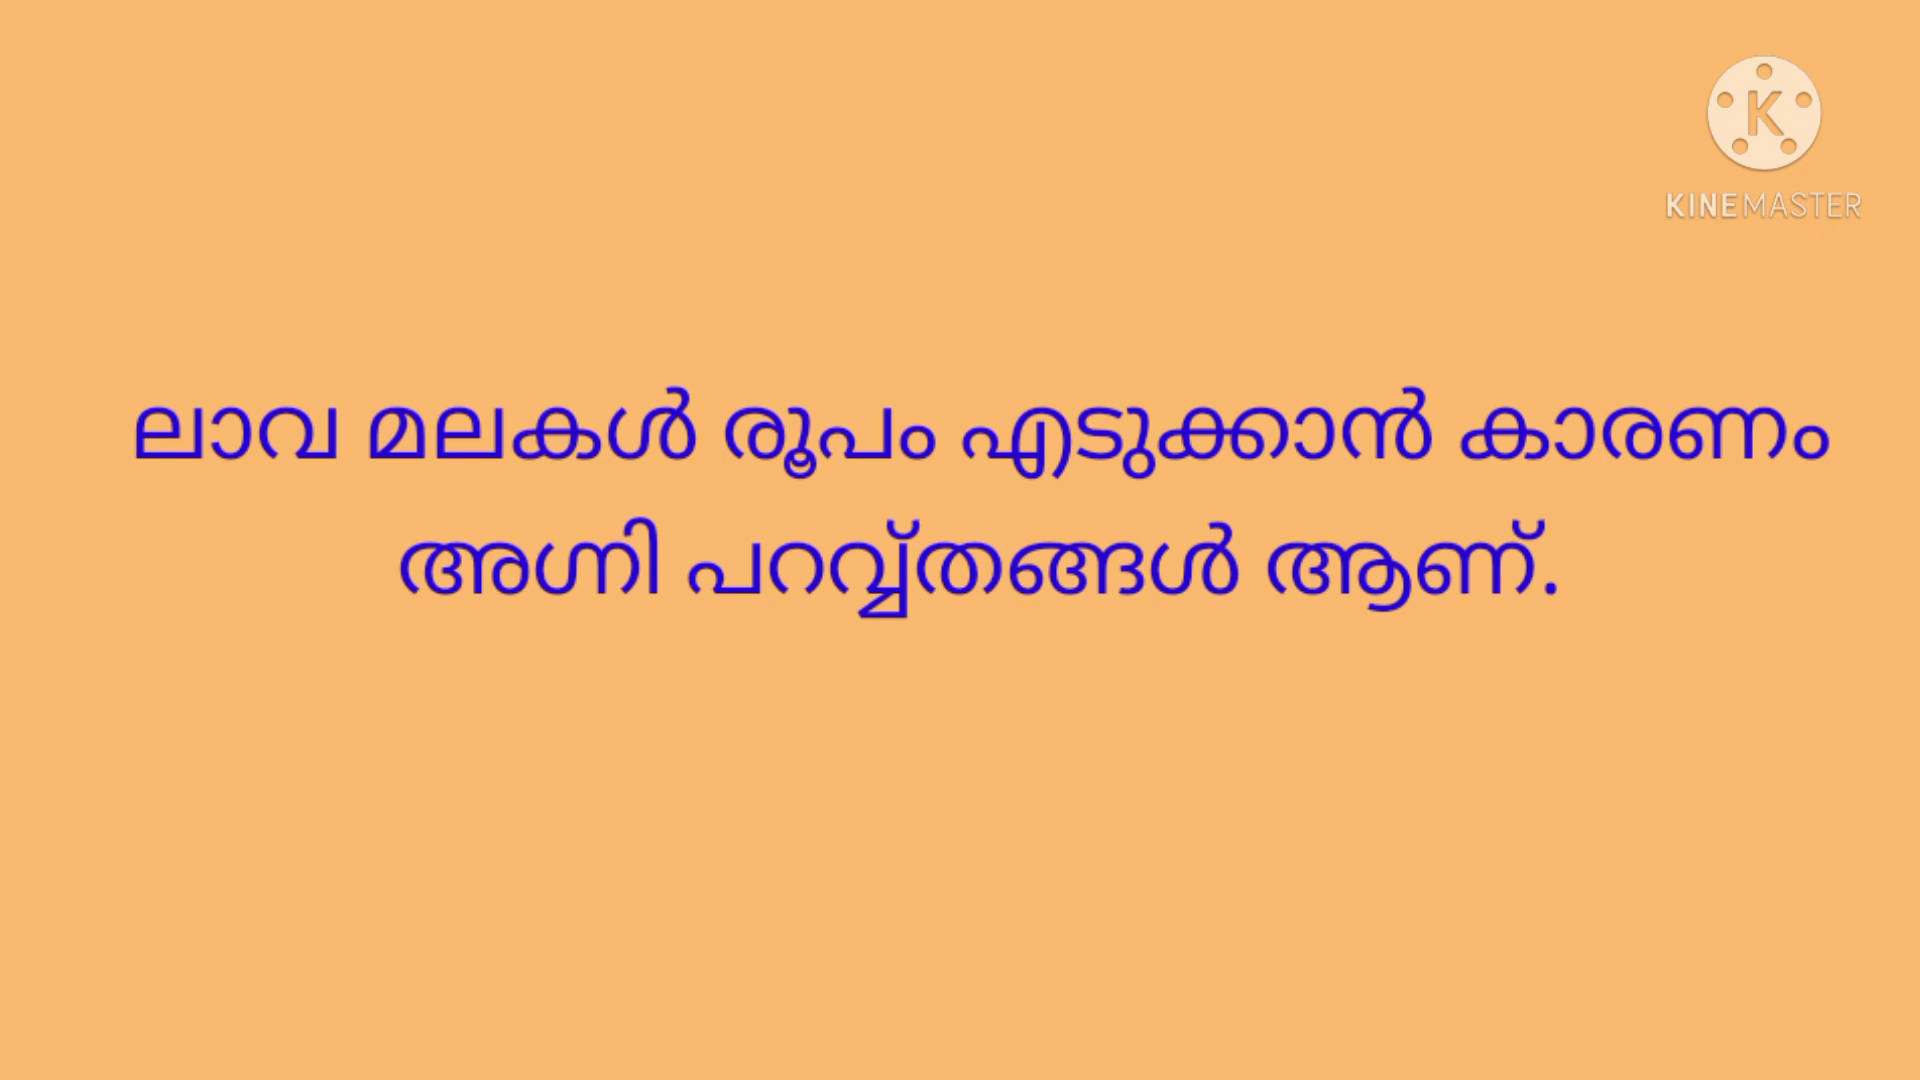 KINEMASTER
ലാവ മലകൾ രൂപം എടുക്കാൻ കാരണം
അഗ്നി പറവ്വ്തങ്ങൾ ആണ്.